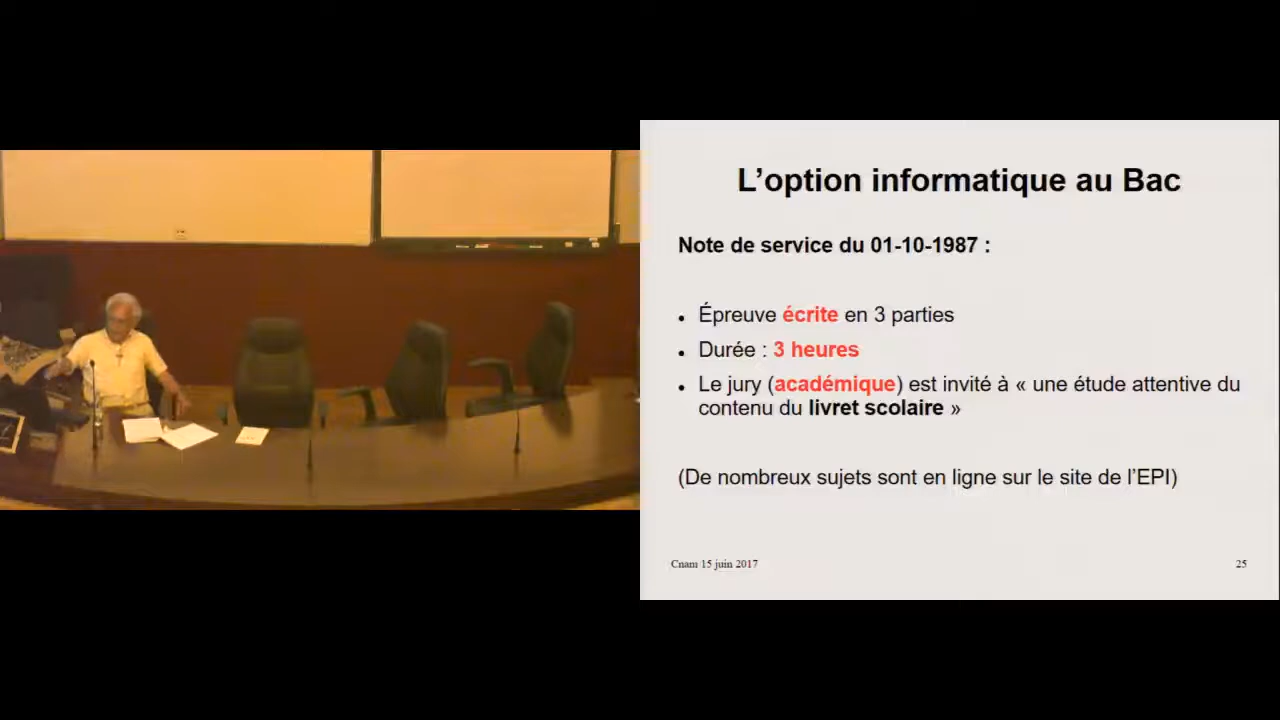 L’option informatique au Bac
Note de service du 01-10-1987 :
• Épreuve écrite en 3 parties
• Durée : 3 heures
• Le jury (académique) est invité à « une étude attentive du
contenu du livret scolaire »
(De nombreux sujets sont en ligne sur le site de l’EPI)
Cnam 15 juin 2017
25